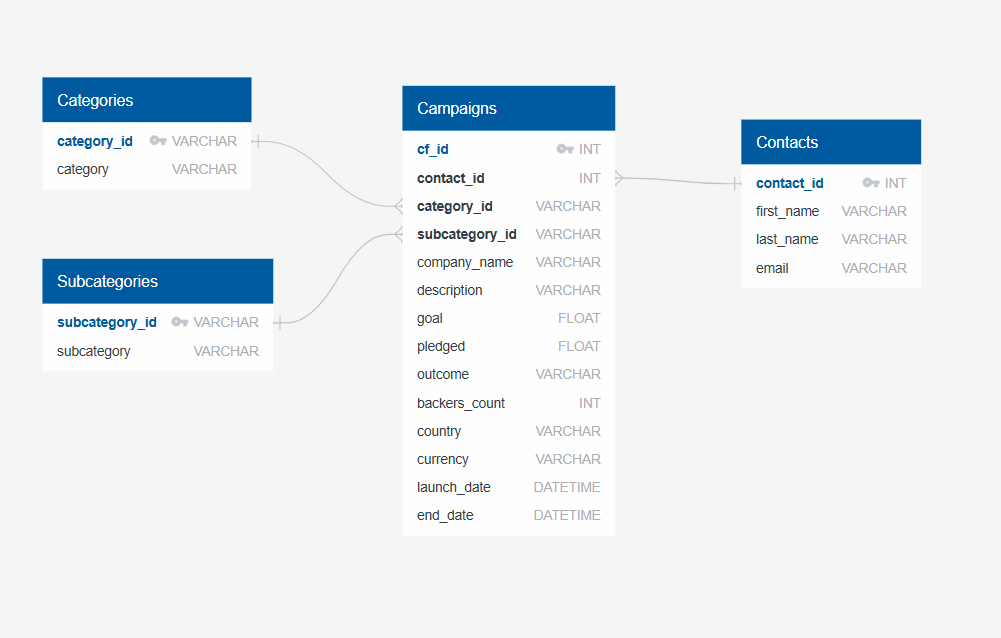 Categories
category_id VARCHAR
category VARCHAR
Subcategories
subcategory_id VARCHAR
subcategory VARCHAR
Campaigns
cf_id INT
contact_id INT
category_id VARCHAR
subcategory_id VARCHAR
company_name VARCHAR
description VARCHAR
goal FLOAT
pledged FLOAT
outcome VARCHAR
backers_count INT
country VARCHAR
currency VARCHAR
launch_date DATETIME
end_date DATETIME
Contacts
contact_id INT
first_name VARCHAR
last_name VARCHAR
email VARCHAR